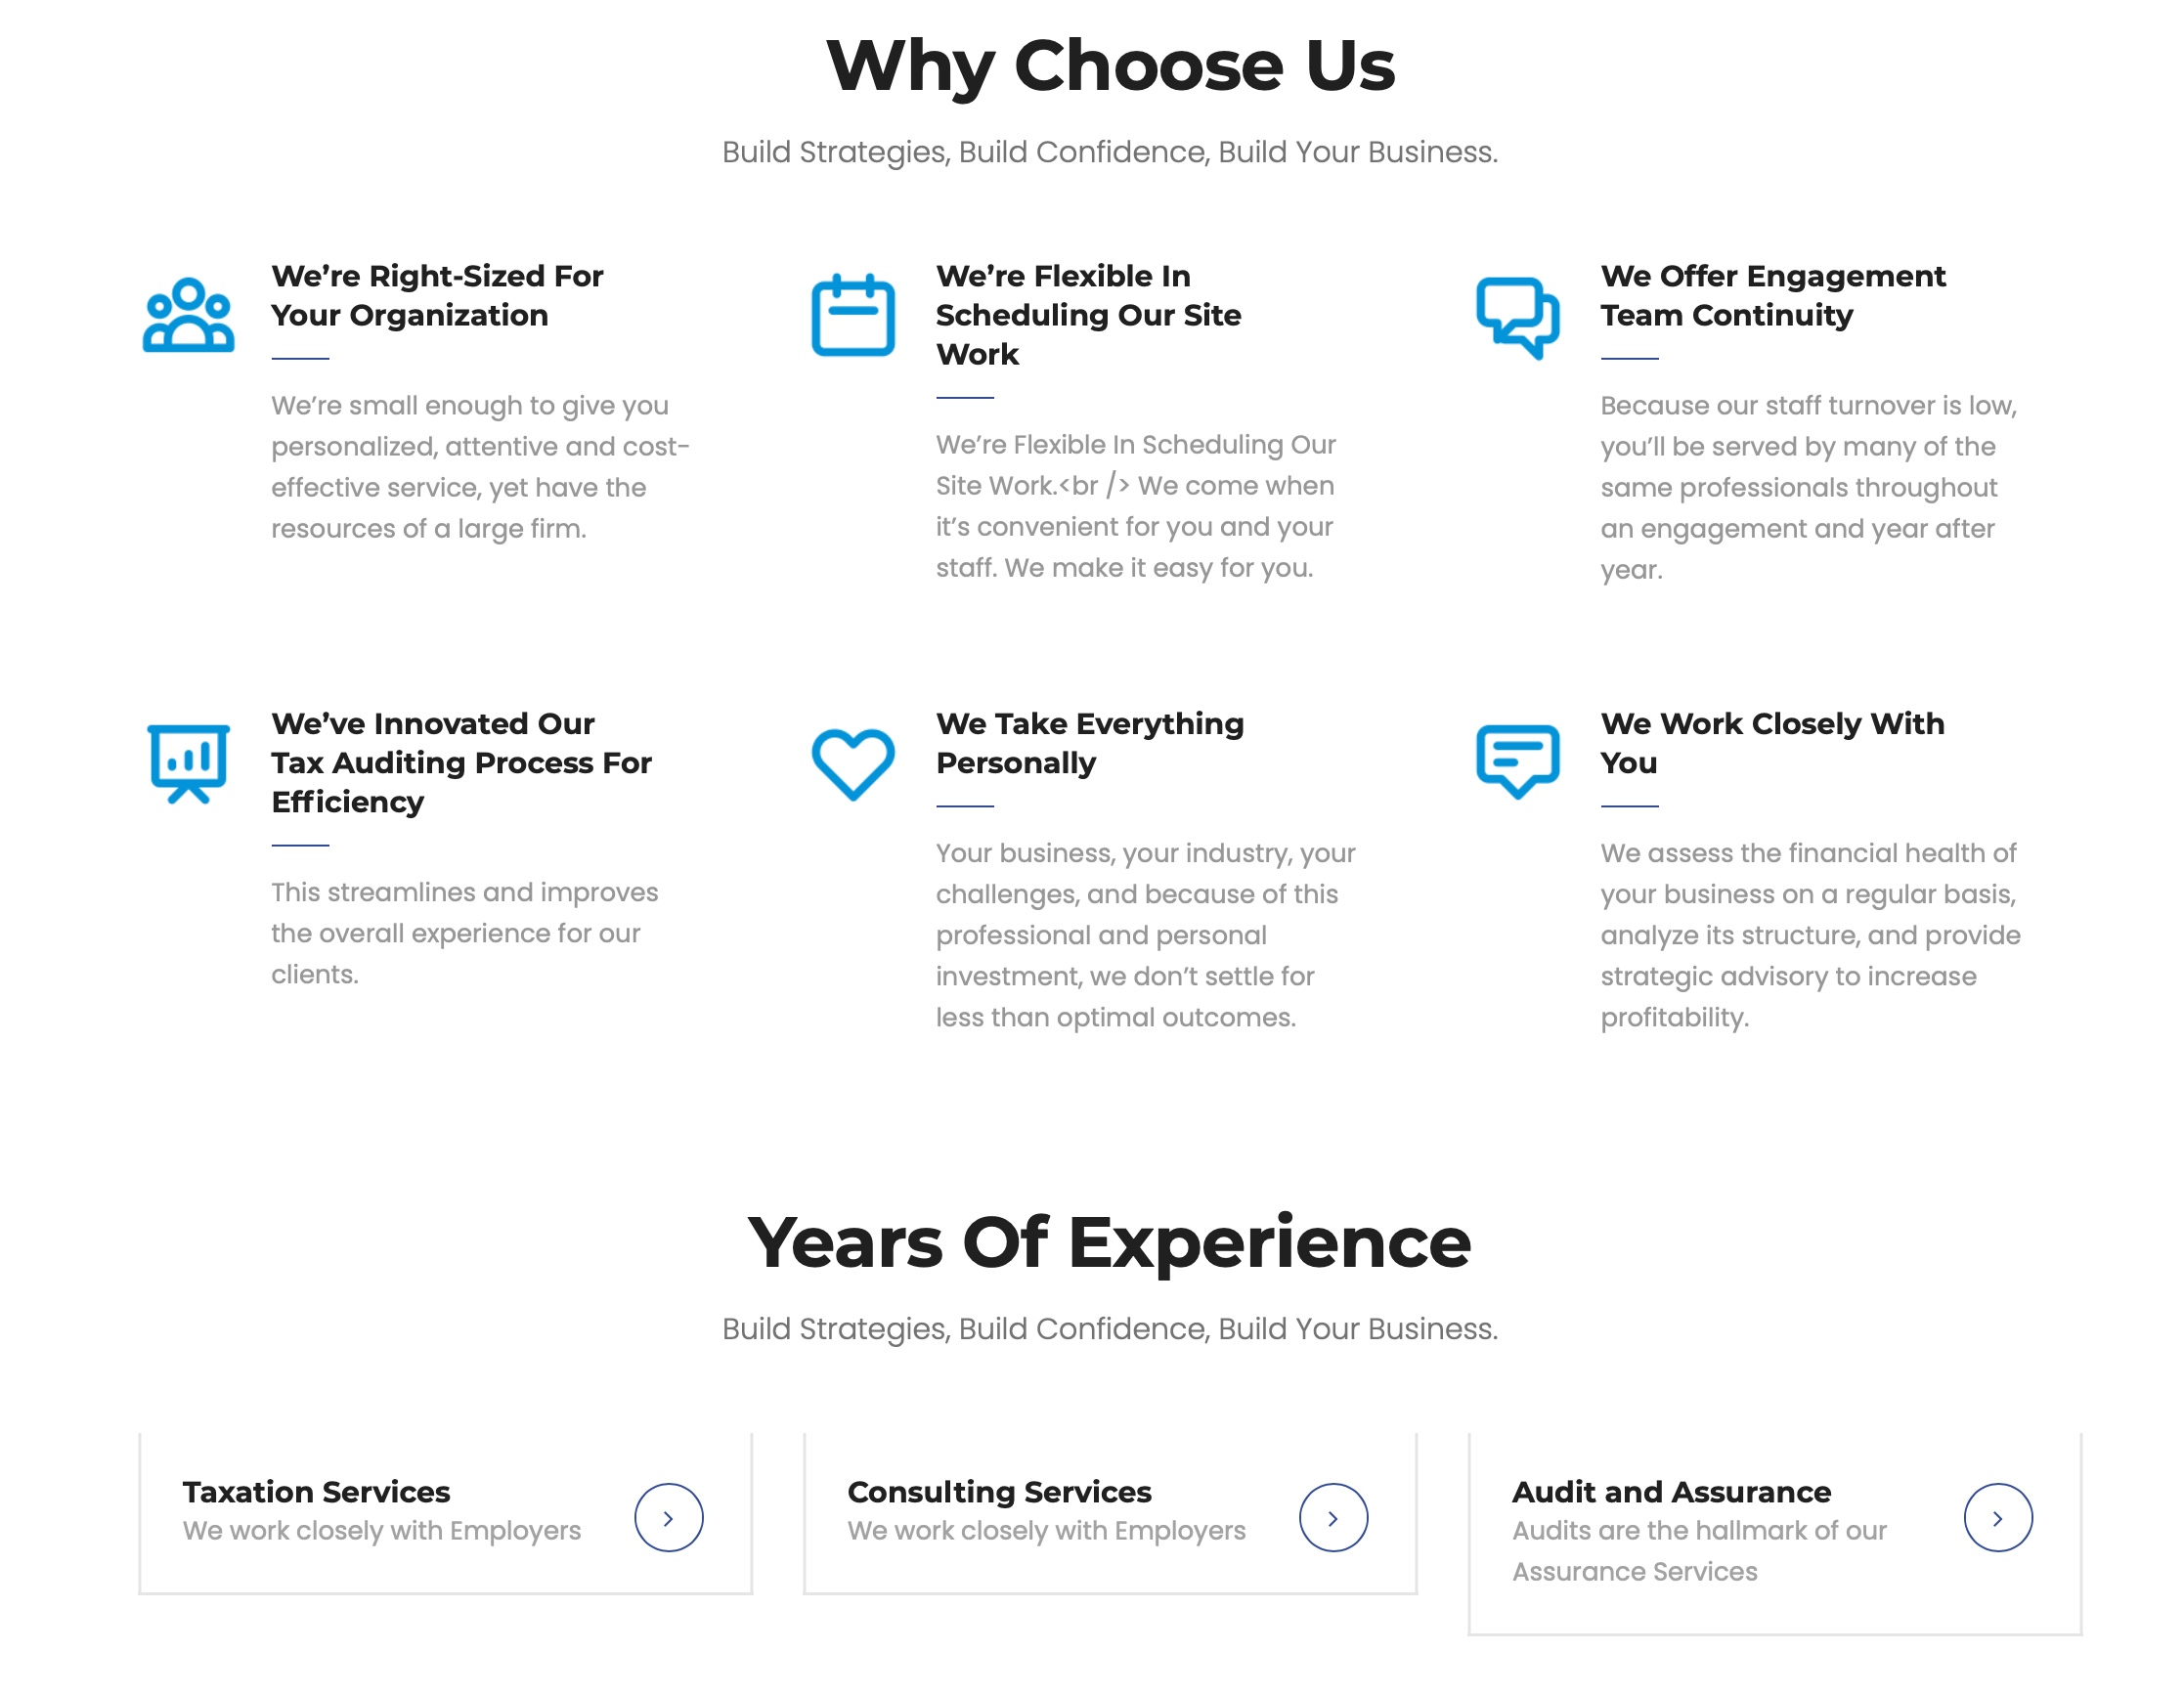 Why Choose Us
Build Strategies, Build Confidence, Build Your Business.
We’re Right-Sized For
Your Organization
We’re small enough to give you
personalized, attentive and cost-
effective service, yet have the
resources of a large firm.
We’re Flexible In
Scheduling Our Site
Work
We’re Flexible In Scheduling Our
Site Work.<br /> We come when
it’s convenient for you and your
staff. We make it easy for you.
We Offer Engagement
Team Continuity
Because our staff turnover is low,
you’ll be served by many of the
same professionals throughout
an engagement and year after
year.
We’ve Innovated Our
Tax Auditing Process For
Efficiency
This streamlines and improves
the overall experience for our
clients.
We Take Everything
Personally
Your business, your industry, your
challenges, and because of this
professional and personal
investment, we don’t settle for
less than optimal outcomes.
We Work Closely With
You
We assess the financial health of
your business on a regular basis,
analyze its structure, and provide
strategic advisory to increase
profitability.
Years Of Experience
Build Strategies, Build Confidence, Build Your Business.
Taxation Services
We work closely with Employers
Consulting Services
We work closely with Employers
Audit and Assurance
Audits are the hallmark of our
Assurance Services